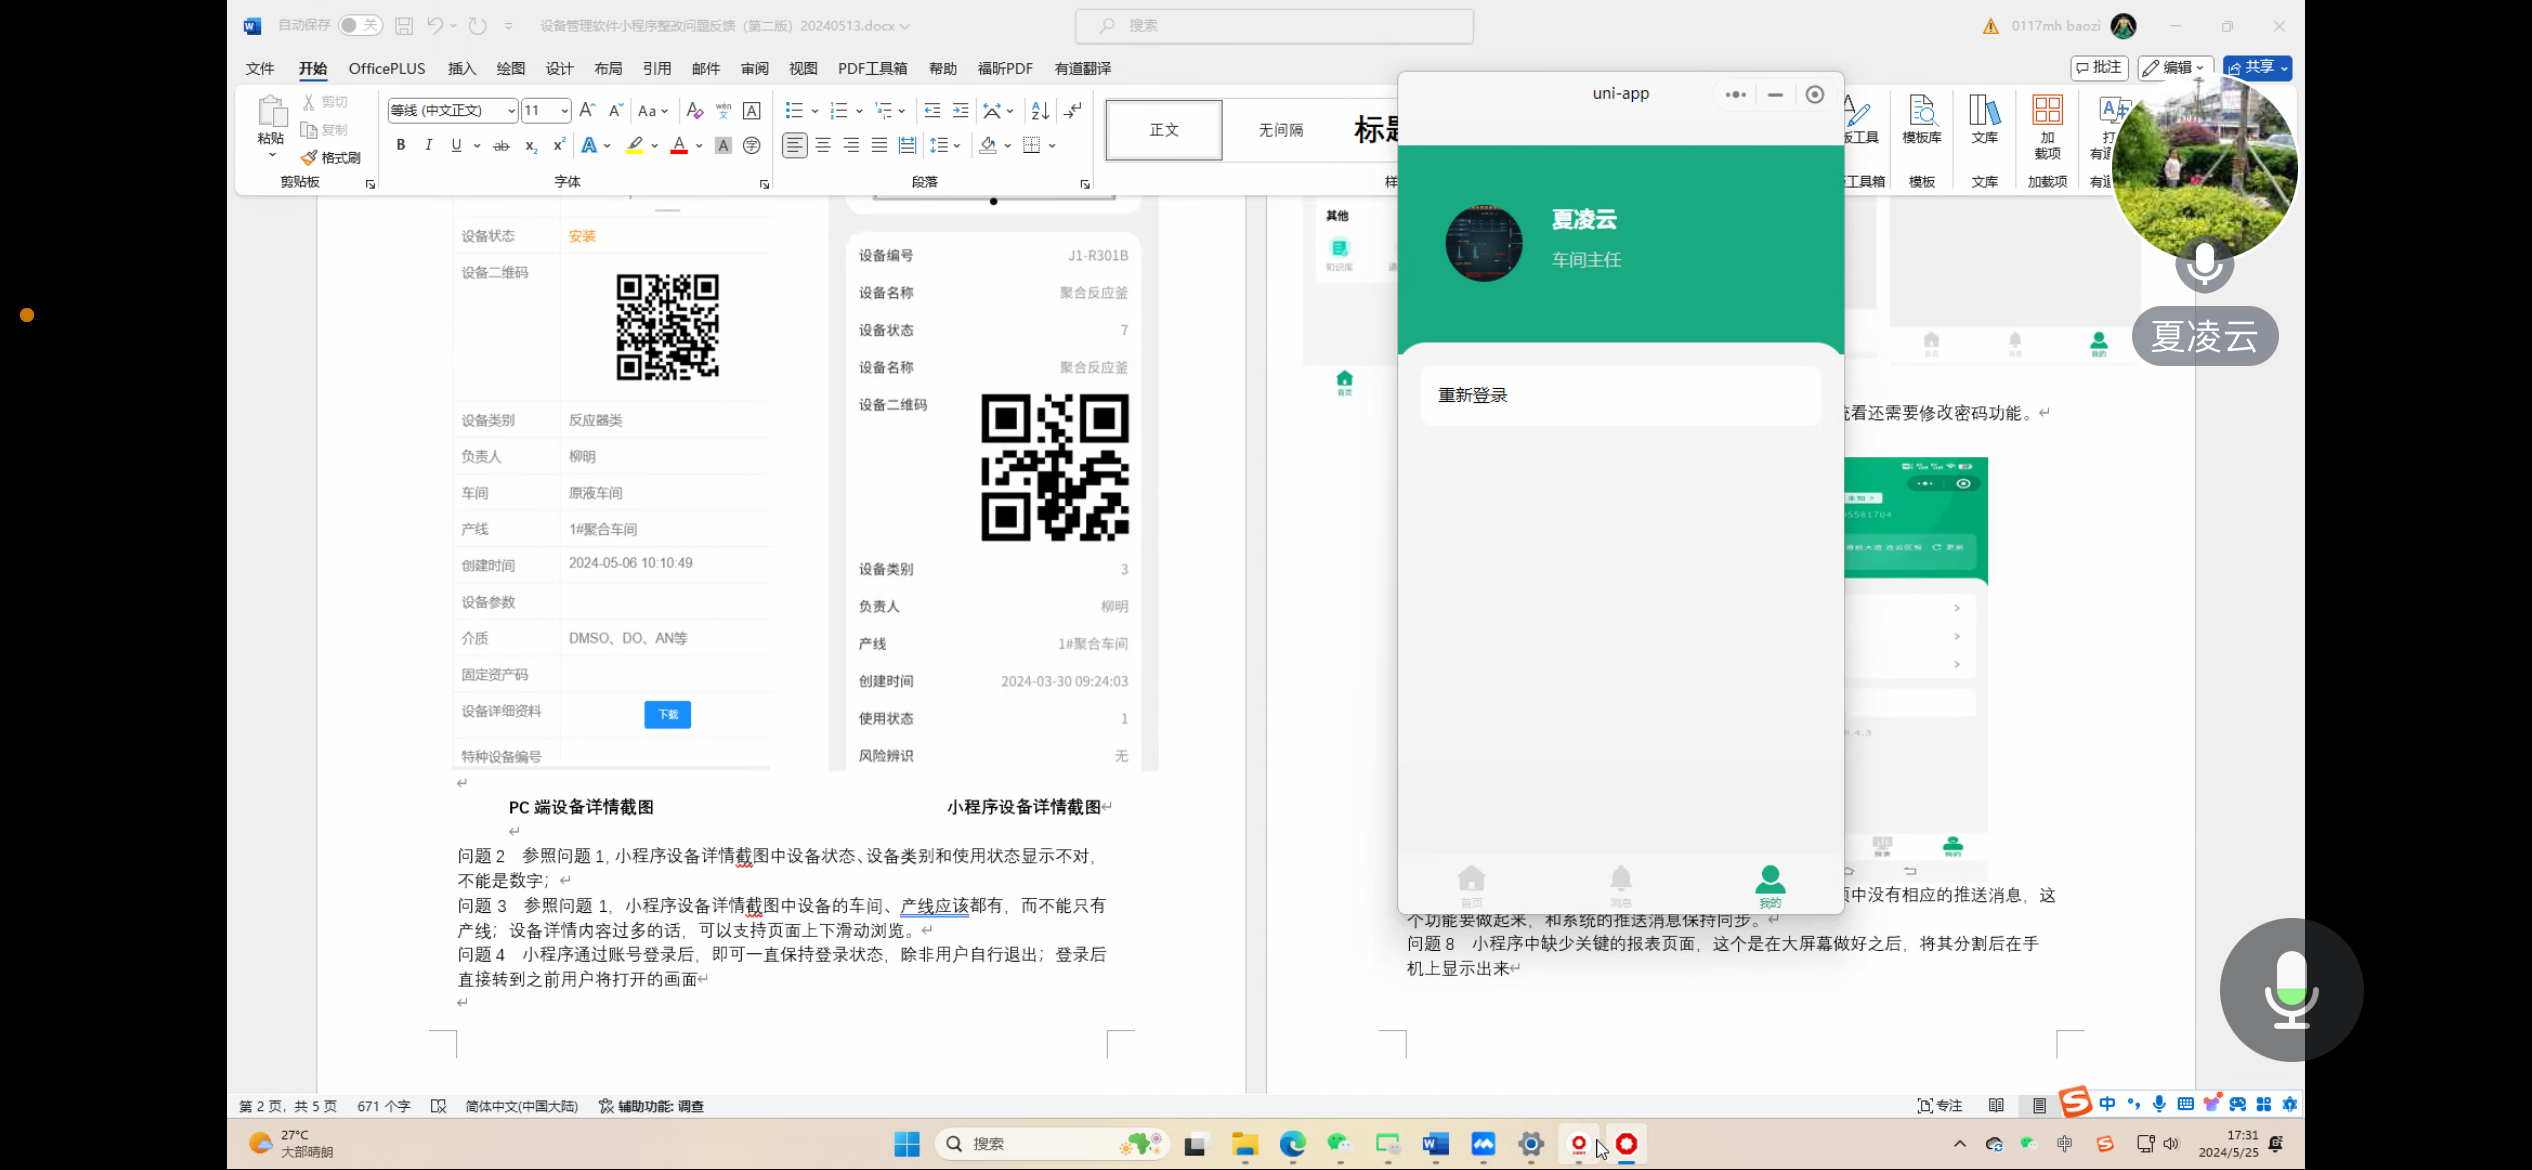 自动保存 关 设备管理软件小程序整改问题反馈（第二版）20240513.docx 搜索 0117mh baozi
文件 开始 OfficePLUS 插入 绘图 设计 布局 引用 邮件 审阅 视图 PDF工具箱 帮助 福昕PDF 有道翻译 批注 编辑 共享
粘贴 剪切 复制 格式刷 剪贴板
等线 (中文正文) 11 字体
段落
正文 无间隔 标题
板工具 模板库 文库 加载项
工具箱 模板 文库 加载项
设备状态 安装
设备二维码
设备类别 反应器类
负责人 柳明
车间 原液车间
产线 1#聚合车间
创建时间 2024-05-06 10:10:49
设备参数
介质 DMSO、DO、AN等
固定资产码
设备详细资料 下载
特种设备编号
设备编号 J1-R301B
设备名称 聚合反应釜
设备状态 7
设备名称 聚合反应釜
设备二维码
设备类别 3
负责人 柳明
产线 1#聚合车间
创建时间 2024-03-30 09:24:03
使用状态 1
风险辨识 无
PC 端设备详情截图 小程序设备详情截图
问题 2 参照问题 1, 小程序设备详情截图中设备状态、设备类别和使用状态显示不对，
不能是数字；
问题 3 参照问题 1，小程序设备详情截图中设备的车间、产线应该都有，而不能只有
产线；设备详情内容过多的话，可以支持页面上下滑动浏览。
问题 4 小程序通过账号登录后，即可一直保持登录状态，除非用户自行退出；登录后
直接转到之前用户将打开的画面
其他
知识库
首页
看还需要修改密码功能。
5581704
更新
uni-app
夏凌云
车间主任
重新登录
首页 消息 我的
报表 我的
中没有相应的推送消息，这
个功能要做起来，和系统的推送消息保持同步。
问题 8 小程序中缺少关键的报表页面，这个是在大屏幕做好之后，将其分割后在手
机上显示出来
夏凌云
第 2 页，共 5 页 671 个字 简体中文(中国大陆) 辅助功能: 调查 专注 中
27°C
大部晴朗
搜索
中
17:31
2024/5/25